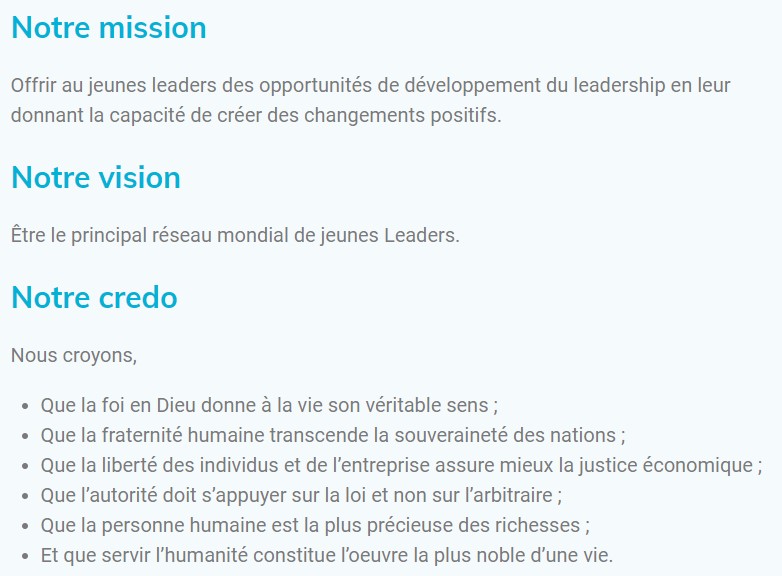 Notre mission
Offrir au jeunes leaders des opportunités de développement du leadership en leur
donnant la capacité de créer des changements positifs.
Notre vision
Être le principal réseau mondial de jeunes Leaders.
Notre credo
Nous croyons,
• Que la foi en Dieu donne à la vie son véritable sens ;
• Que la fraternité humaine transcende la souveraineté des nations ;
• Que la liberté des individus et de l’entreprise assure mieux la justice économique ;
• Que l’autorité doit s’appuyer sur la loi et non sur l’arbitraire ;
• Que la personne humaine est la plus précieuse des richesses ;
• Et que servir l’humanité constitue l’oeuvre la plus noble d’une vie.